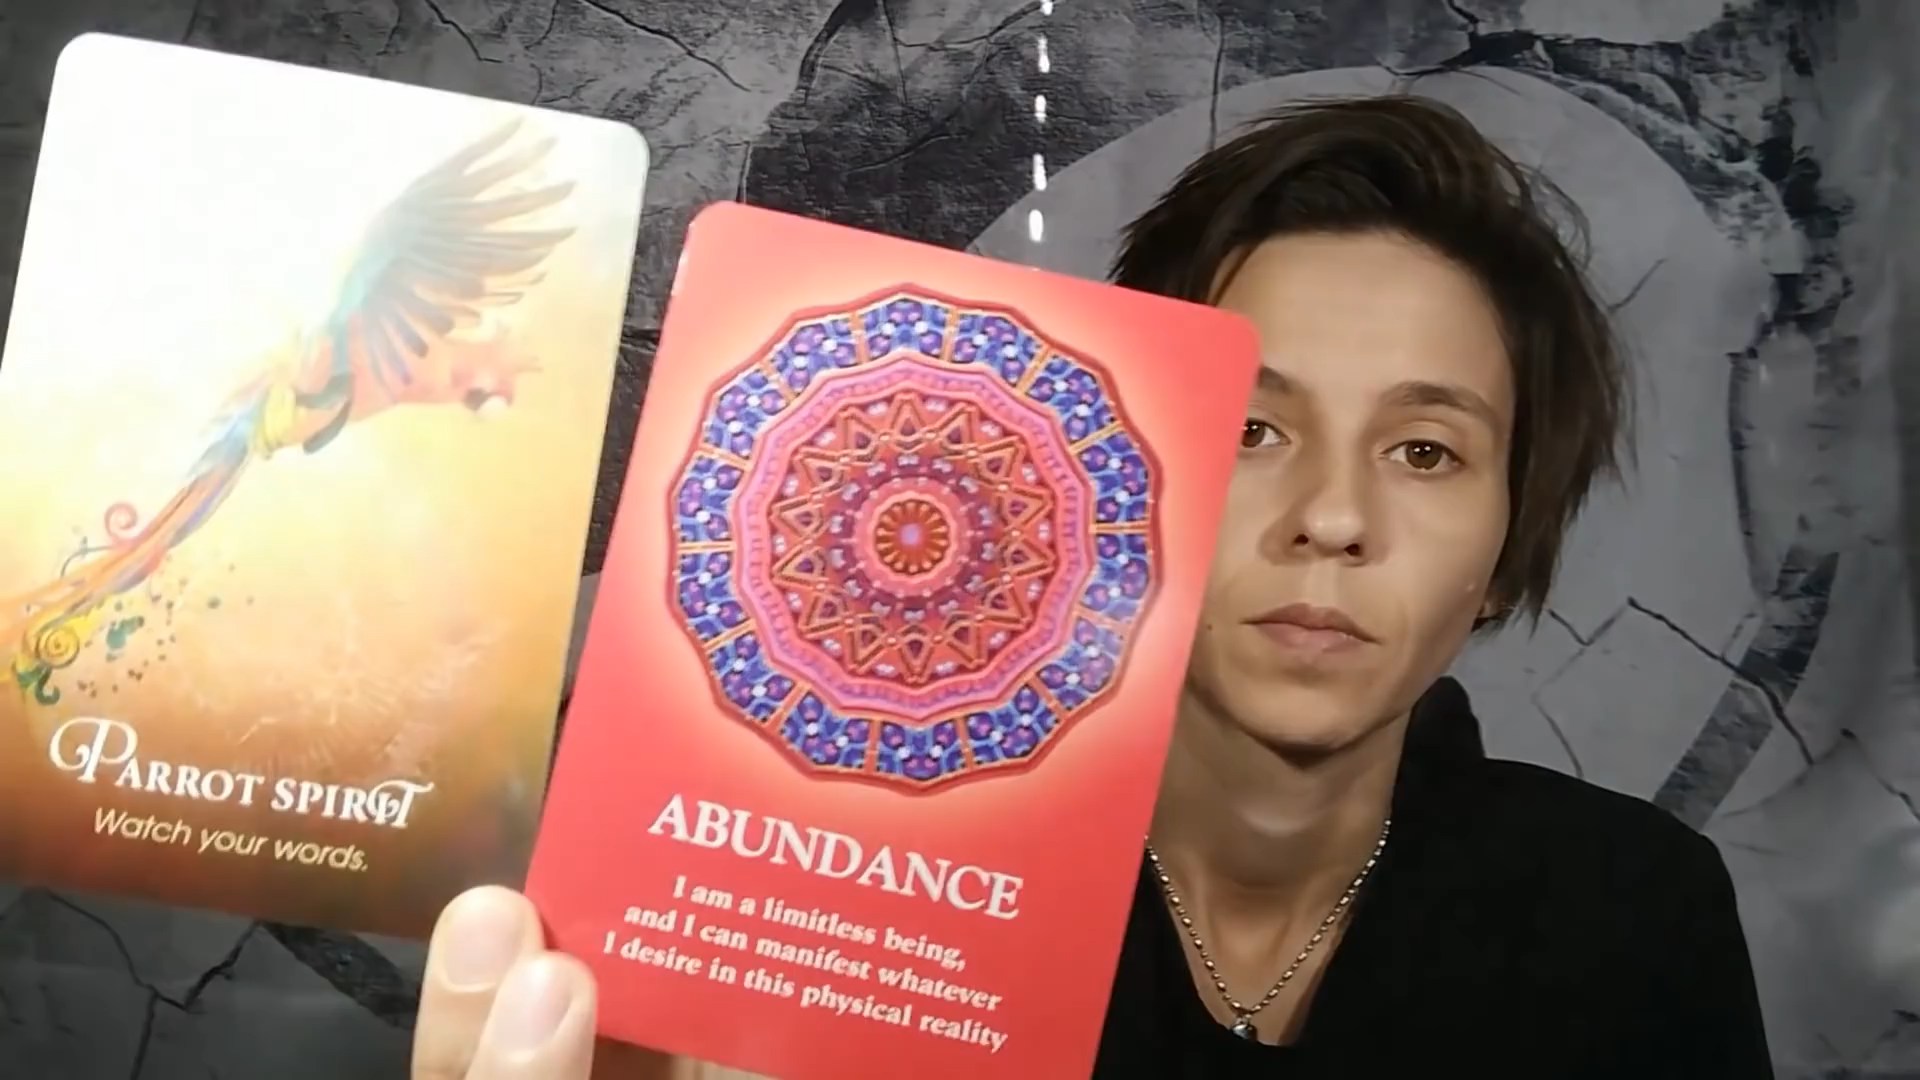 PARROT SPIRIT
Watch your words.
ABUNDANCE
I am a limitless being,
and I can manifest whatever
I desire in this physical reality